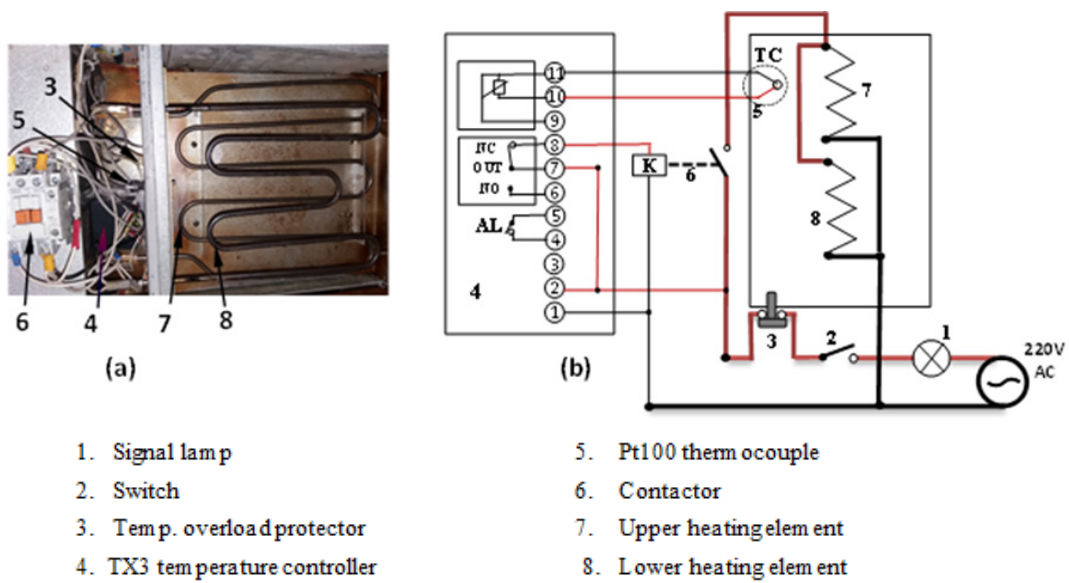 3
5
6 4 7 8
(a)
11
10
9
8
7
6
5
4
3
2
1
NC
OUT
NO
AL
4
K
6
TC
5
7
8
3
2
1
220V
AC
(b)
1. Signal lamp
2. Switch
3. Temp. overload protector
4. TX3 temperature controller
5. Pt100 thermocouple
6. Contactor
7. Upper heating element
8. Lower heating element